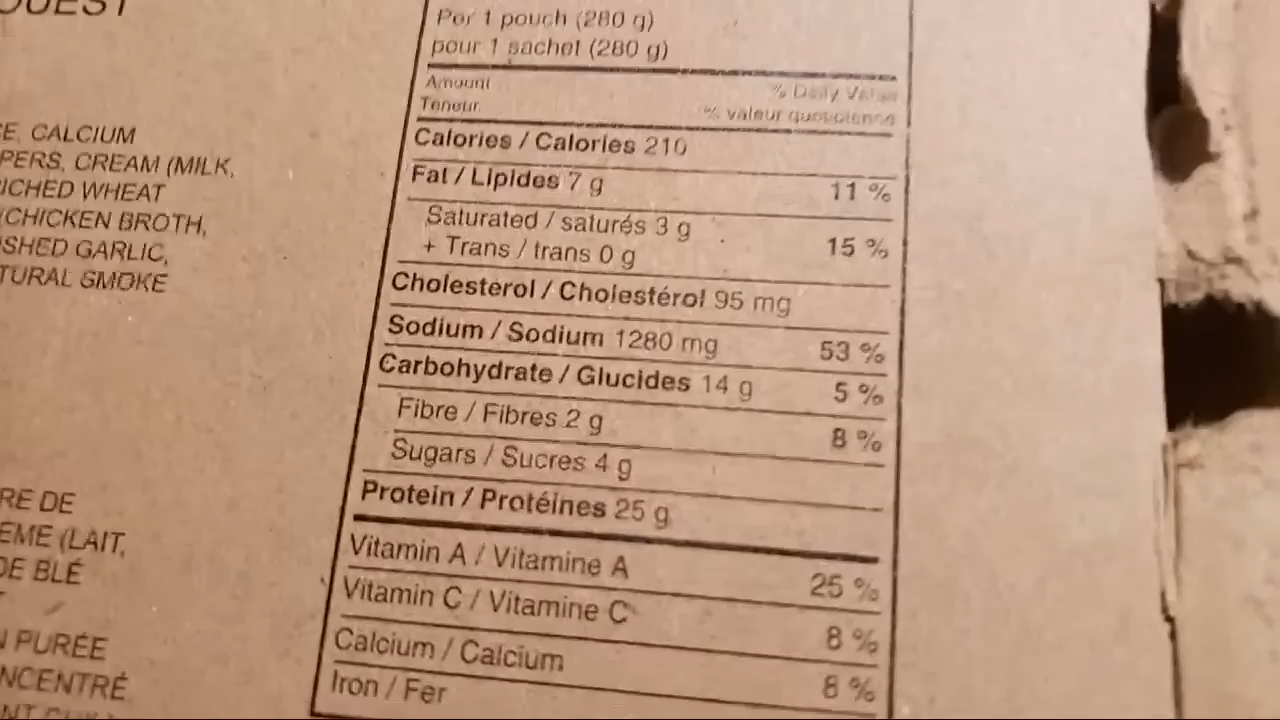 OUEST
CE, CALCIUM
PERS, CREAM (MILK,
ICHED WHEAT
(CHICKEN BROTH,
SHED GARLIC,
TURAL SMOKE
RE DE
EME (LAIT,
DE BLÉ
N PURÉE
NCENTRÉ,
Per 1 pouch (280 g)
pour 1 sachet (280 g)
Amount
% Daily Value
Teneur
% valeur quotidienne
Calories / Calories 210
Fat / Lipides 7 g 11 %
Saturated / saturés 3 g
+ Trans / trans 0 g 15 %
Cholesterol / Cholestérol 95 mg
Sodium / Sodium 1280 mg 53 %
Carbohydrate / Glucides 14 g 5 %
Fibre / Fibres 2 g 8 %
Sugars / Sucres 4 g
Protein / Protéines 25 g
Vitamin A / Vitamine A 25 %
Vitamin C / Vitamine C 8 %
Calcium / Calcium 8 %
Iron / Fer